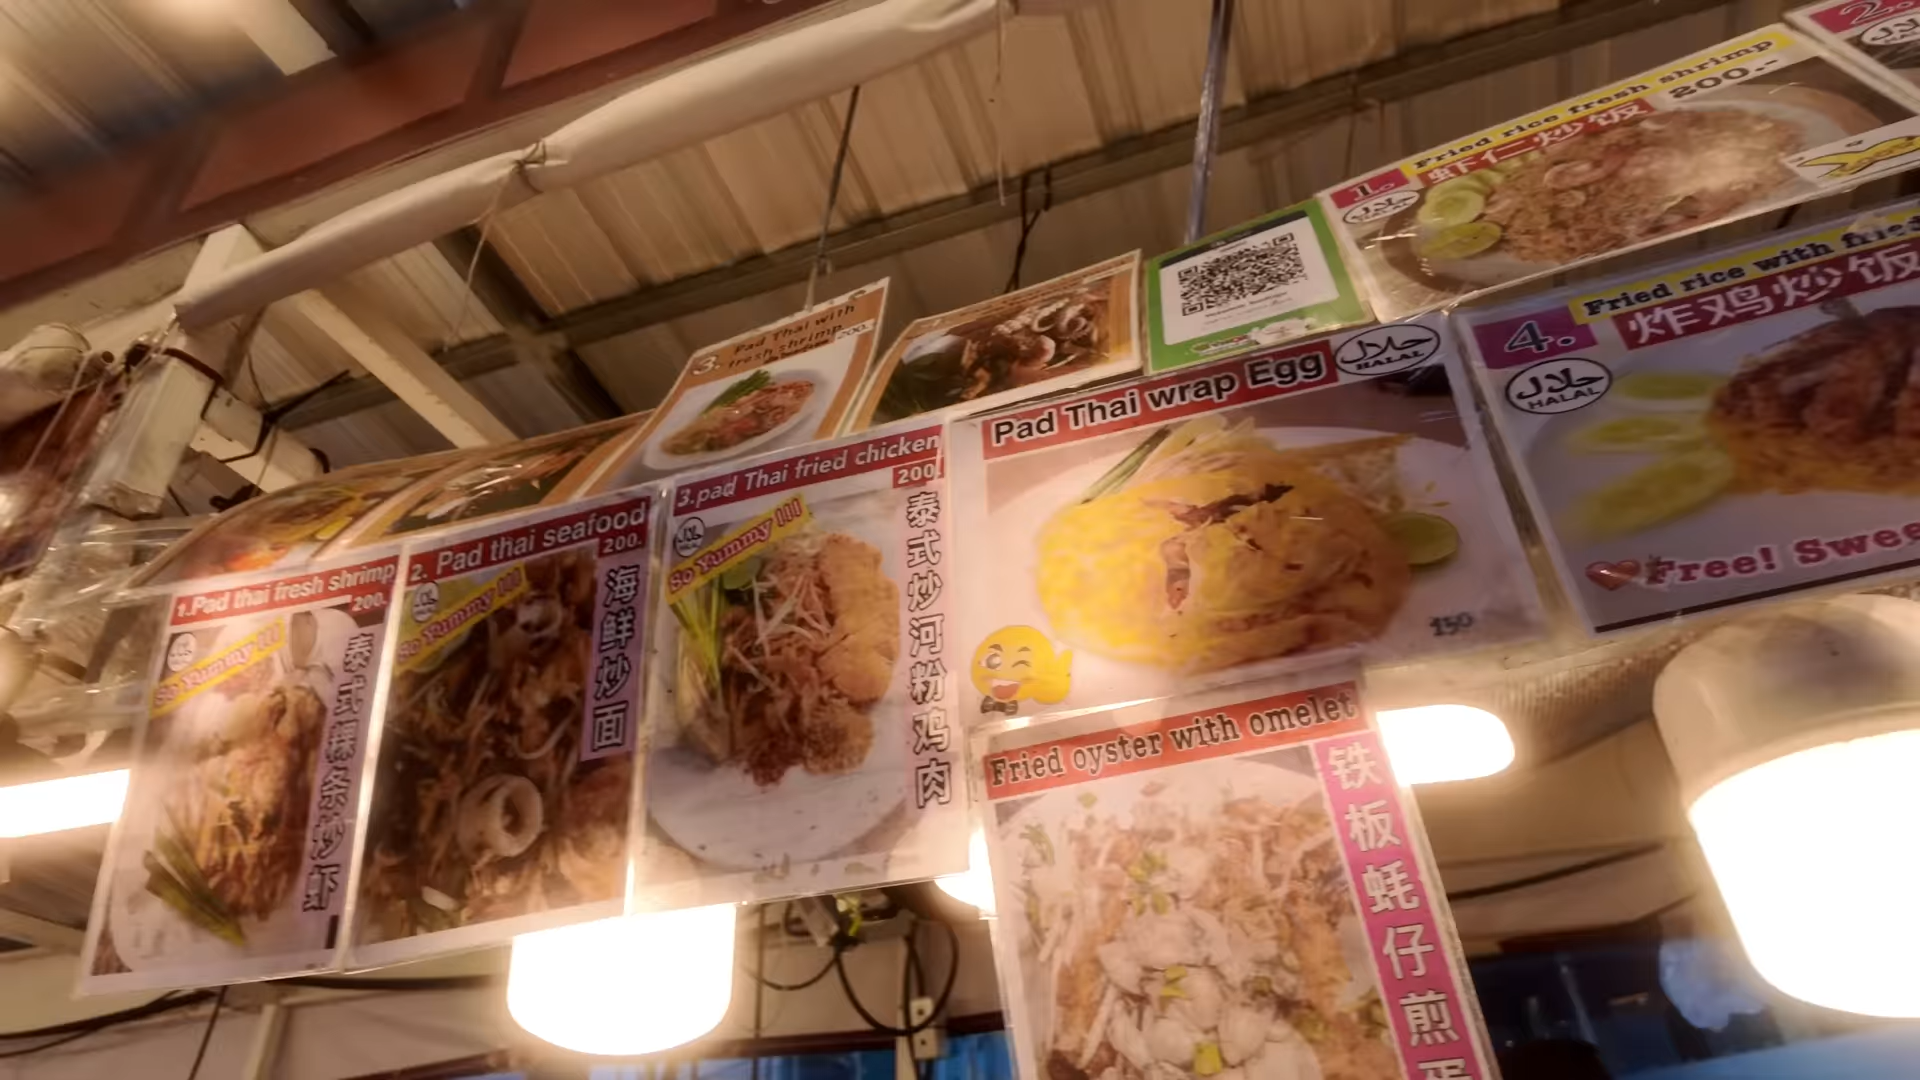 2.
1.
Fried rice fresh shrimp
200.-
虾仁炒饭
حلال
HALAL
3.
Pad Thai with
fresh shrimp
200.
4.
Fried rice with fried
炸鸡炒饭
حلال
HALAL
Free! Swee
Pad Thai wrap Egg
حلال
HALAL
150
3.pad Thai fried chicken
200.
So Yummy !!!
泰式炒河粉鸡肉
2. Pad thai seafood
200.
So Yummy !!!
海鲜炒面
1.Pad thai fresh shrimp
200.
So Yummy !!!
泰式粿条炒虾
Fried oyster with omelet
铁板蚝仔煎蛋